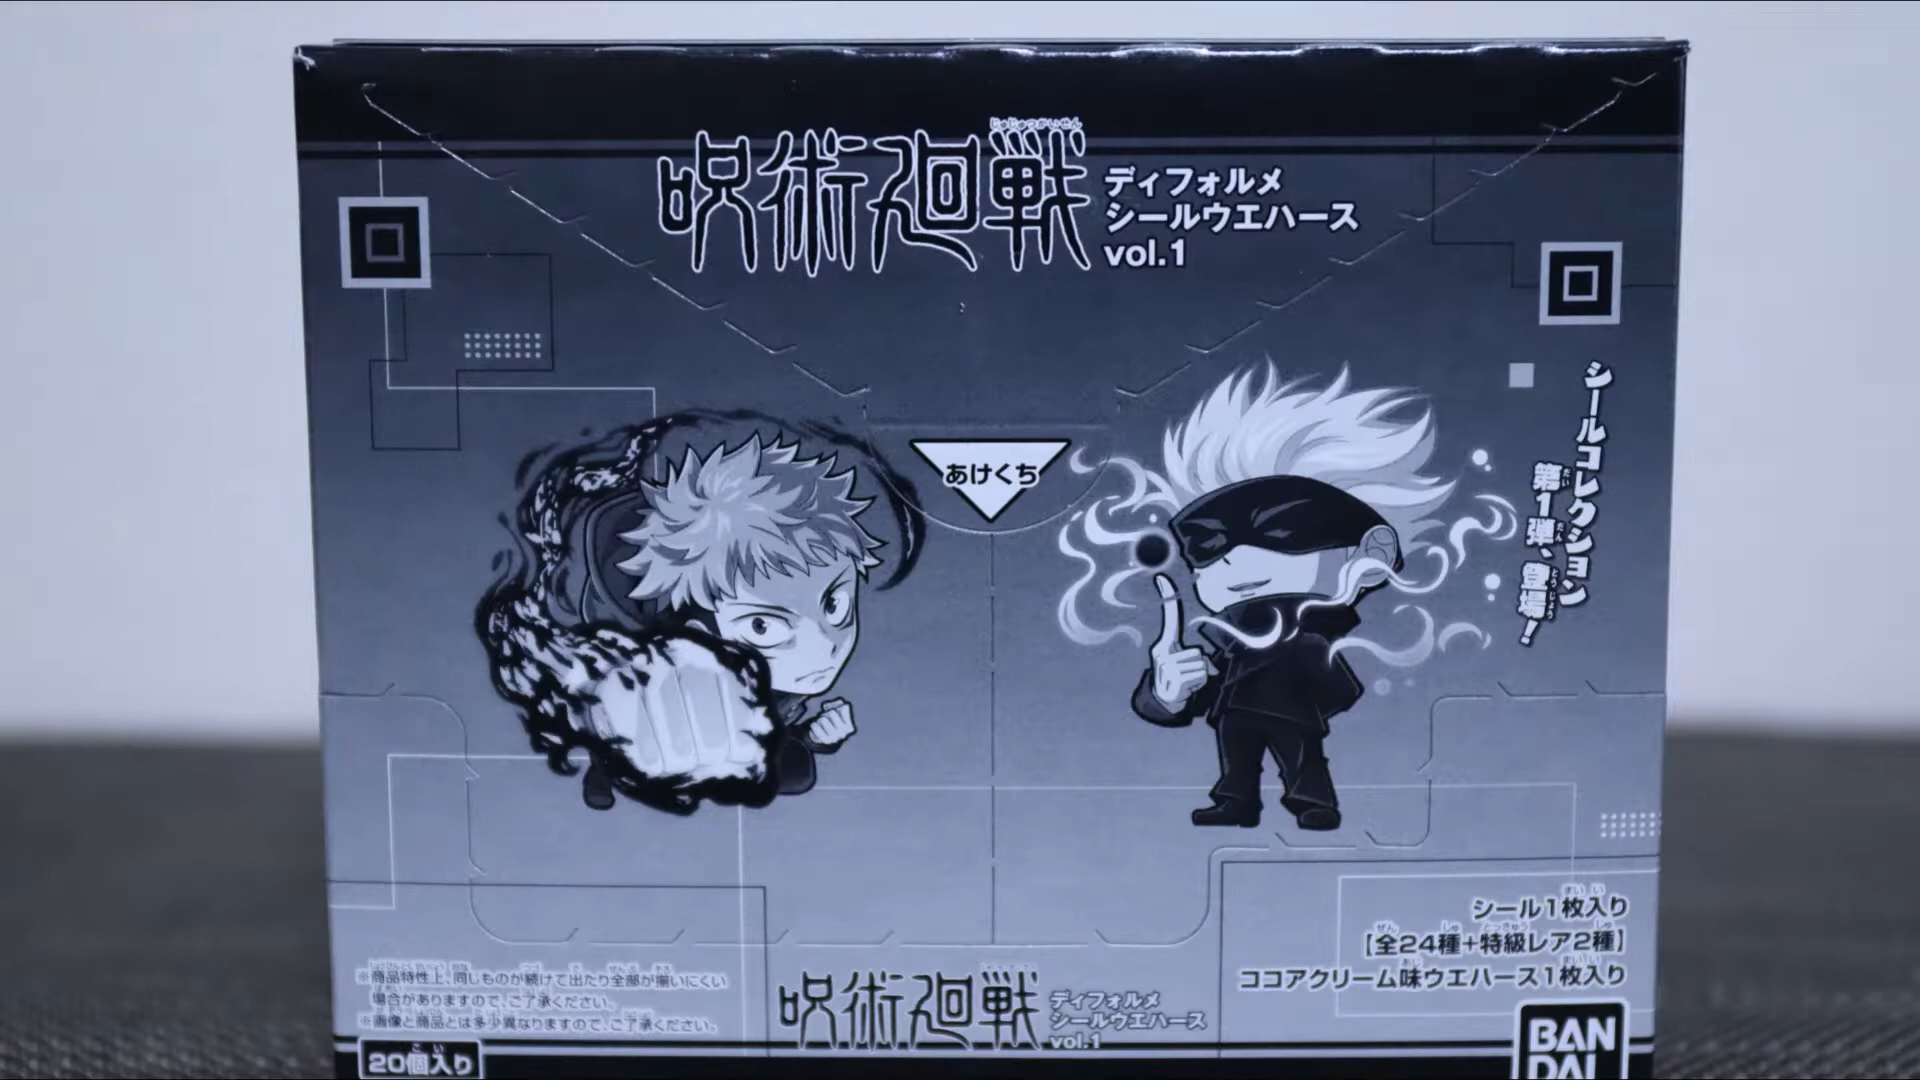 じゅじゅつかいせん
呪術廻戦
ディフォルメ
シールウエハース
vol.1
あけくち
シールコレクション
第1弾、登場!
シール1枚入り
【全24種+特級レア2種】
ココアクリーム味ウエハース1枚入り
※商品特性上、同じものが続けて出たり全部が揃いにくい
場合がありますので、ご了承ください。
※画像と商品とは多少異なりますので、ご了承ください。
20個入り
呪術廻戦
ディフォルメ
シールウエハース
vol.1
BAN
DAI